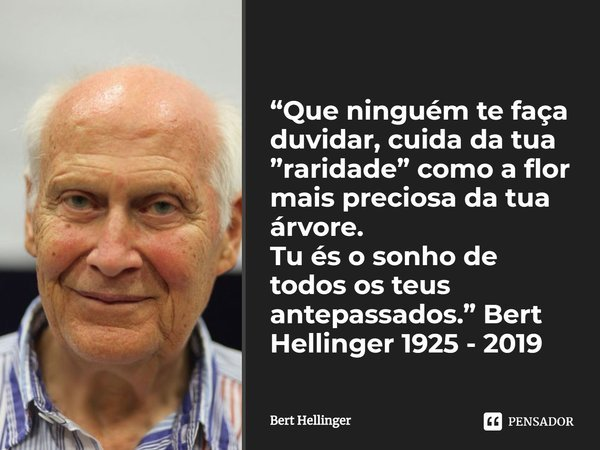 “Que ninguém te faça
duvidar, cuida da tua
”raridade” como a flor
mais preciosa da tua
árvore.
Tu és o sonho de
todos os teus
antepassados.” Bert
Hellinger 1925 - 2019
Bert Hellinger
PENSADOR